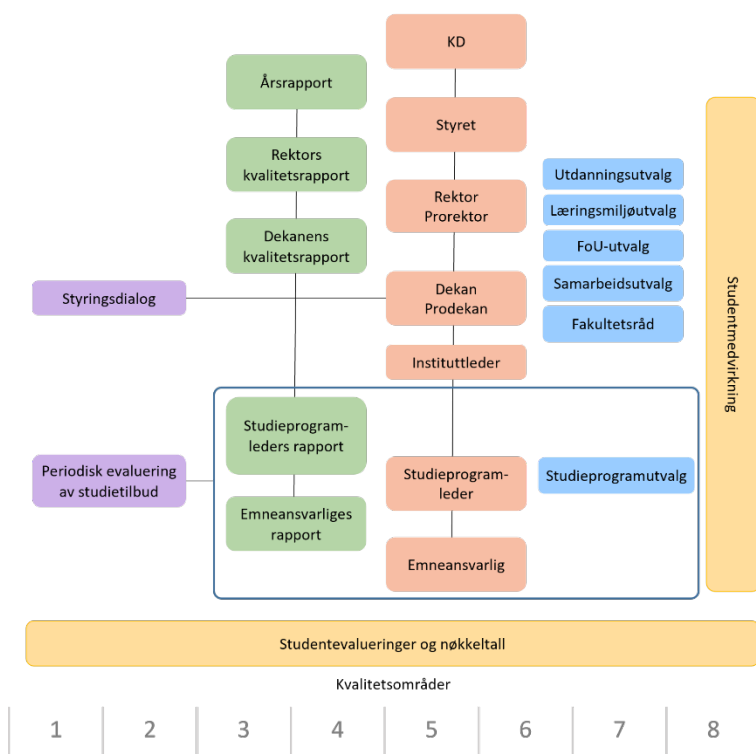 KD
Årsrapport
Styret
Rektors
kvalitetsrapport
Rektor
Prorektor
Utdanningsutvalg
Læringsmiljøutvalg
Dekanens
kvalitetsrapport
FoU-utvalg
Styringsdialog
Dekan
Prodekan
Samarbeidsutvalg
Fakultetsråd
Studentmedvirkning
Instituttleder
Studieprogram-
leders rapport
Periodisk evaluering
av studietilbud
Studieprogram-
leder
Studieprogramutvalg
Emneansvarliges
rapport
Emneansvarlig
Studentevalueringer og nøkkeltall
Kvalitetsområder
1 2 3 4 5 6 7 8